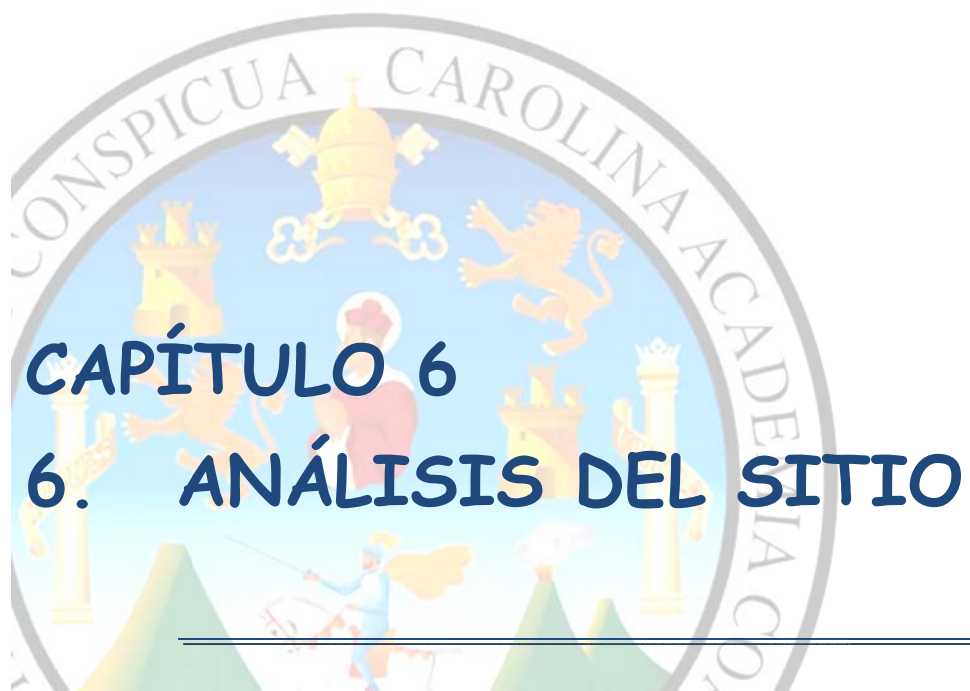 CONSPICUA CAROLINA ACADEMIA
CAPÍTULO 6
6. ANÁLISIS DEL SITIO